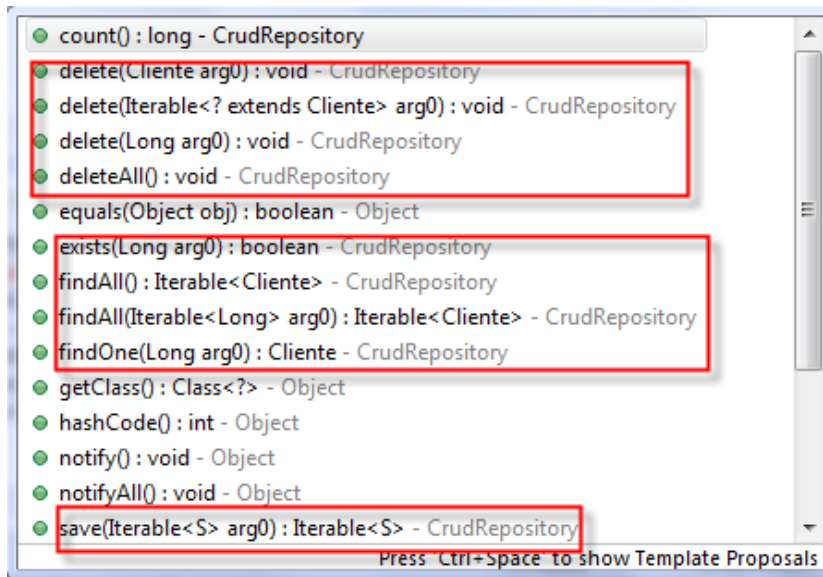 count() : long - CrudRepository
delete(Cliente arg0) : void - CrudRepository
delete(Iterable<? extends Cliente> arg0) : void - CrudRepository
delete(Long arg0) : void - CrudRepository
deleteAll() : void - CrudRepository
equals(Object obj) : boolean - Object
exists(Long arg0) : boolean - CrudRepository
findAll() : Iterable<Cliente> - CrudRepository
findAll(Iterable<Long> arg0) : Iterable<Cliente> - CrudRepository
findOne(Long arg0) : Cliente - CrudRepository
getClass() : Class<?> - Object
hashCode() : int - Object
notify() : void - Object
notifyAll() : void - Object
save(Iterable<S> arg0) : Iterable<S> - CrudRepository
Press 'Ctrl+Space' to show Template Proposals